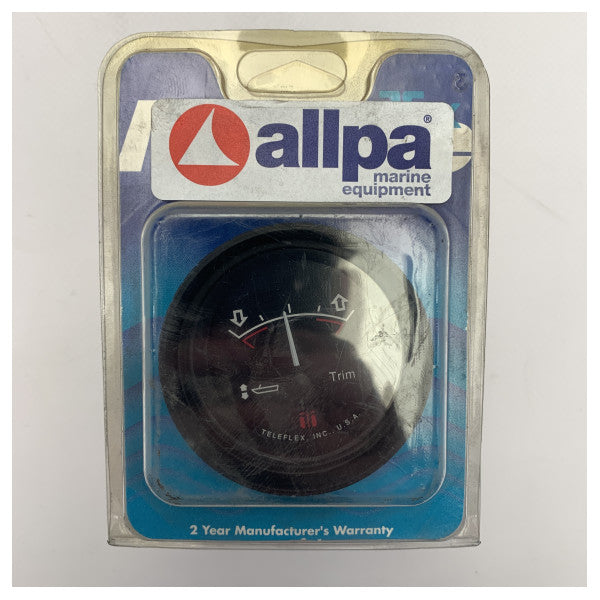 allpa®
marine
equipment
Trim
TELEFLEX, INC., U.S.A.
2 Year Manufacturer's Warranty